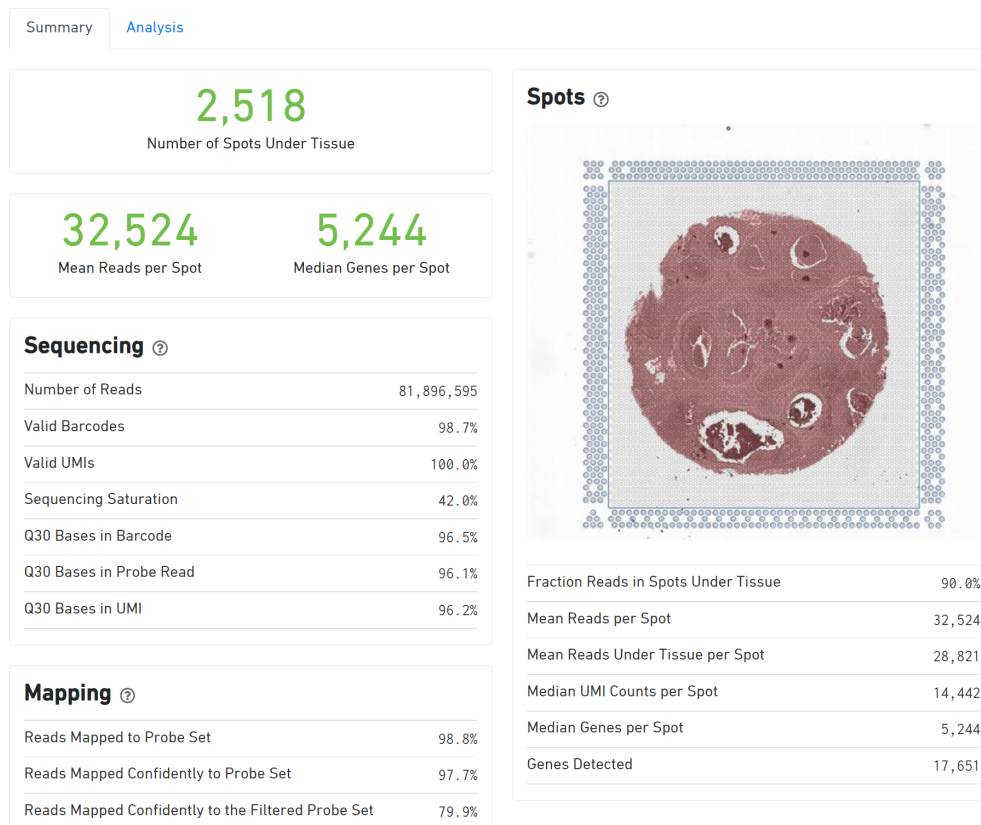 Summary
Analysis
2,518
Number of Spots Under Tissue
32,524
Mean Reads per Spot
5,244
Median Genes per Spot
Sequencing ?
Number of Reads 81,896,595
Valid Barcodes 98.7%
Valid UMIs 100.0%
Sequencing Saturation 42.0%
Q30 Bases in Barcode 96.5%
Q30 Bases in Probe Read 96.1%
Q30 Bases in UMI 96.2%
Mapping ?
Reads Mapped to Probe Set 98.8%
Reads Mapped Confidently to Probe Set 97.7%
Reads Mapped Confidently to the Filtered Probe Set 79.9%
Spots ?
Fraction Reads in Spots Under Tissue 90.0%
Mean Reads per Spot 32,524
Mean Reads Under Tissue per Spot 28,821
Median UMI Counts per Spot 14,442
Median Genes per Spot 5,244
Genes Detected 17,651